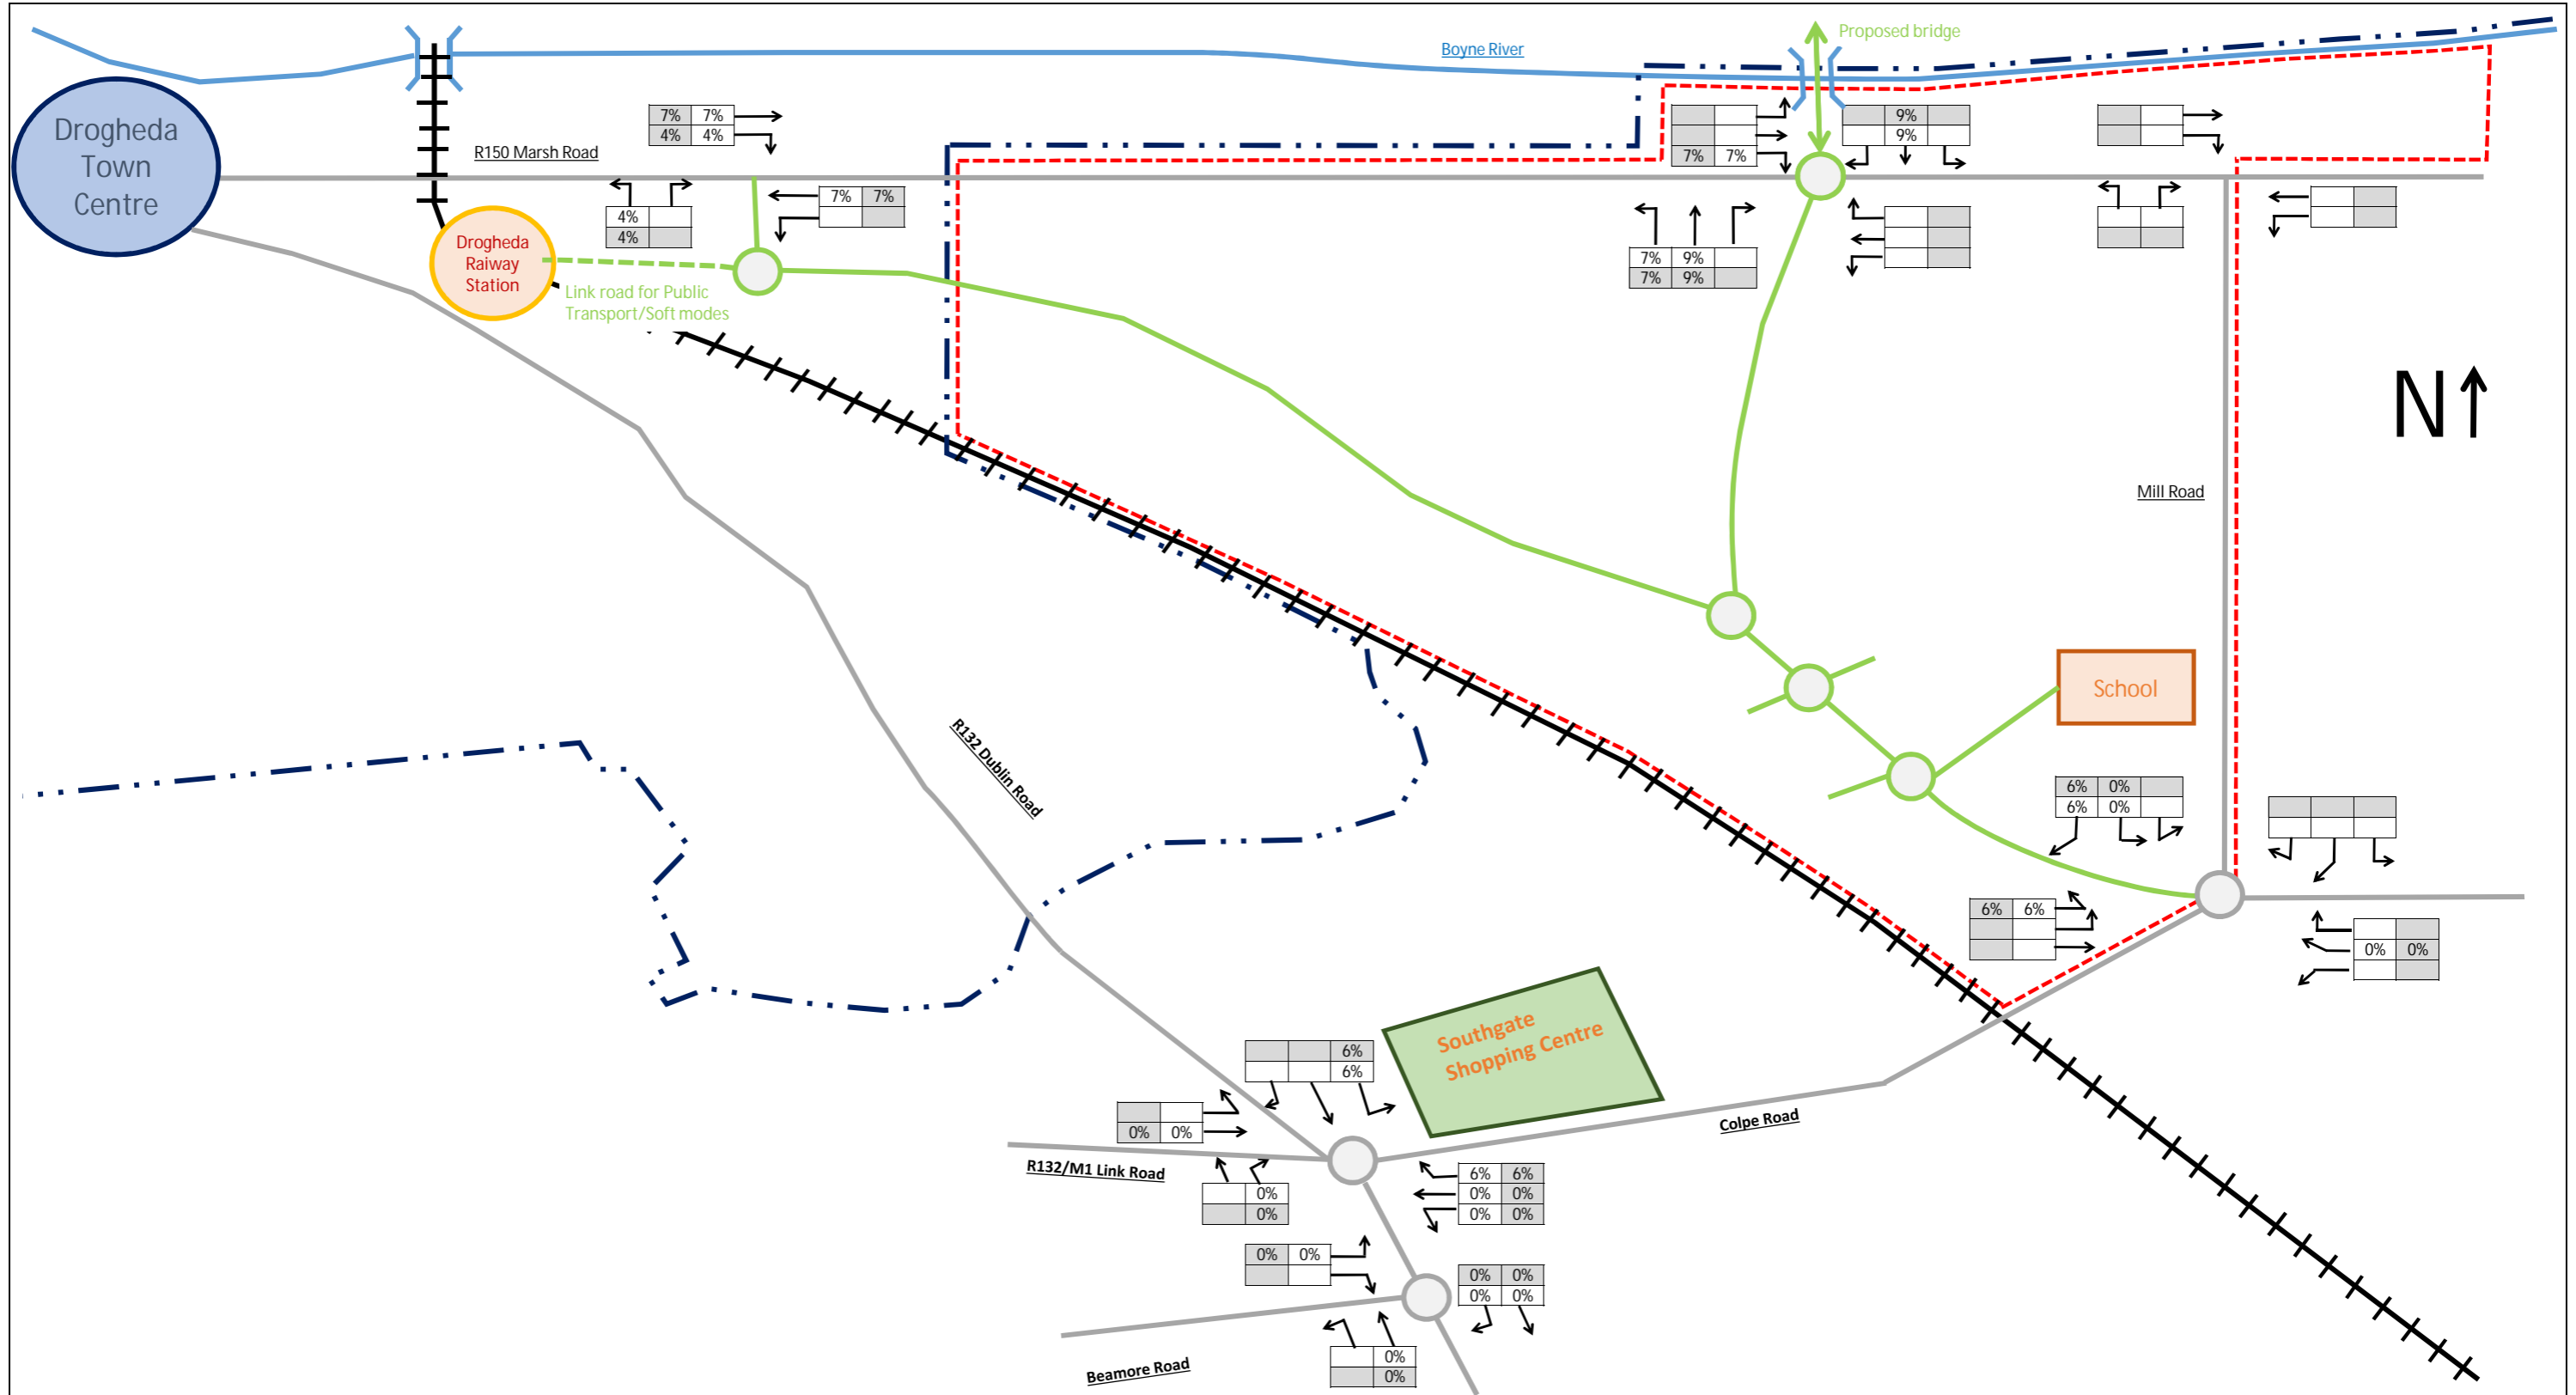 Proposed bridge
Boyne River
Drogheda
Town
Centre
R150 Marsh Road
7% 7%
4% 4%
7% 7%
9%
9%
4%
4%
7% 7%
7% 9%
7% 9%
Drogheda
Raiway
Station
Link road for Public
Transport/Soft modes
N
Mill Road
School
R132 Dublin Road
6% 0%
6% 0%
6% 6%
0% 0%
Southgate
Shopping Centre
6%
6%
Colpe Road
0% 0%
R132/M1 Link Road
0%
0%
6% 6%
0% 0%
0% 0%
0% 0%
0% 0%
0% 0%
0%
0%
Beamore Road